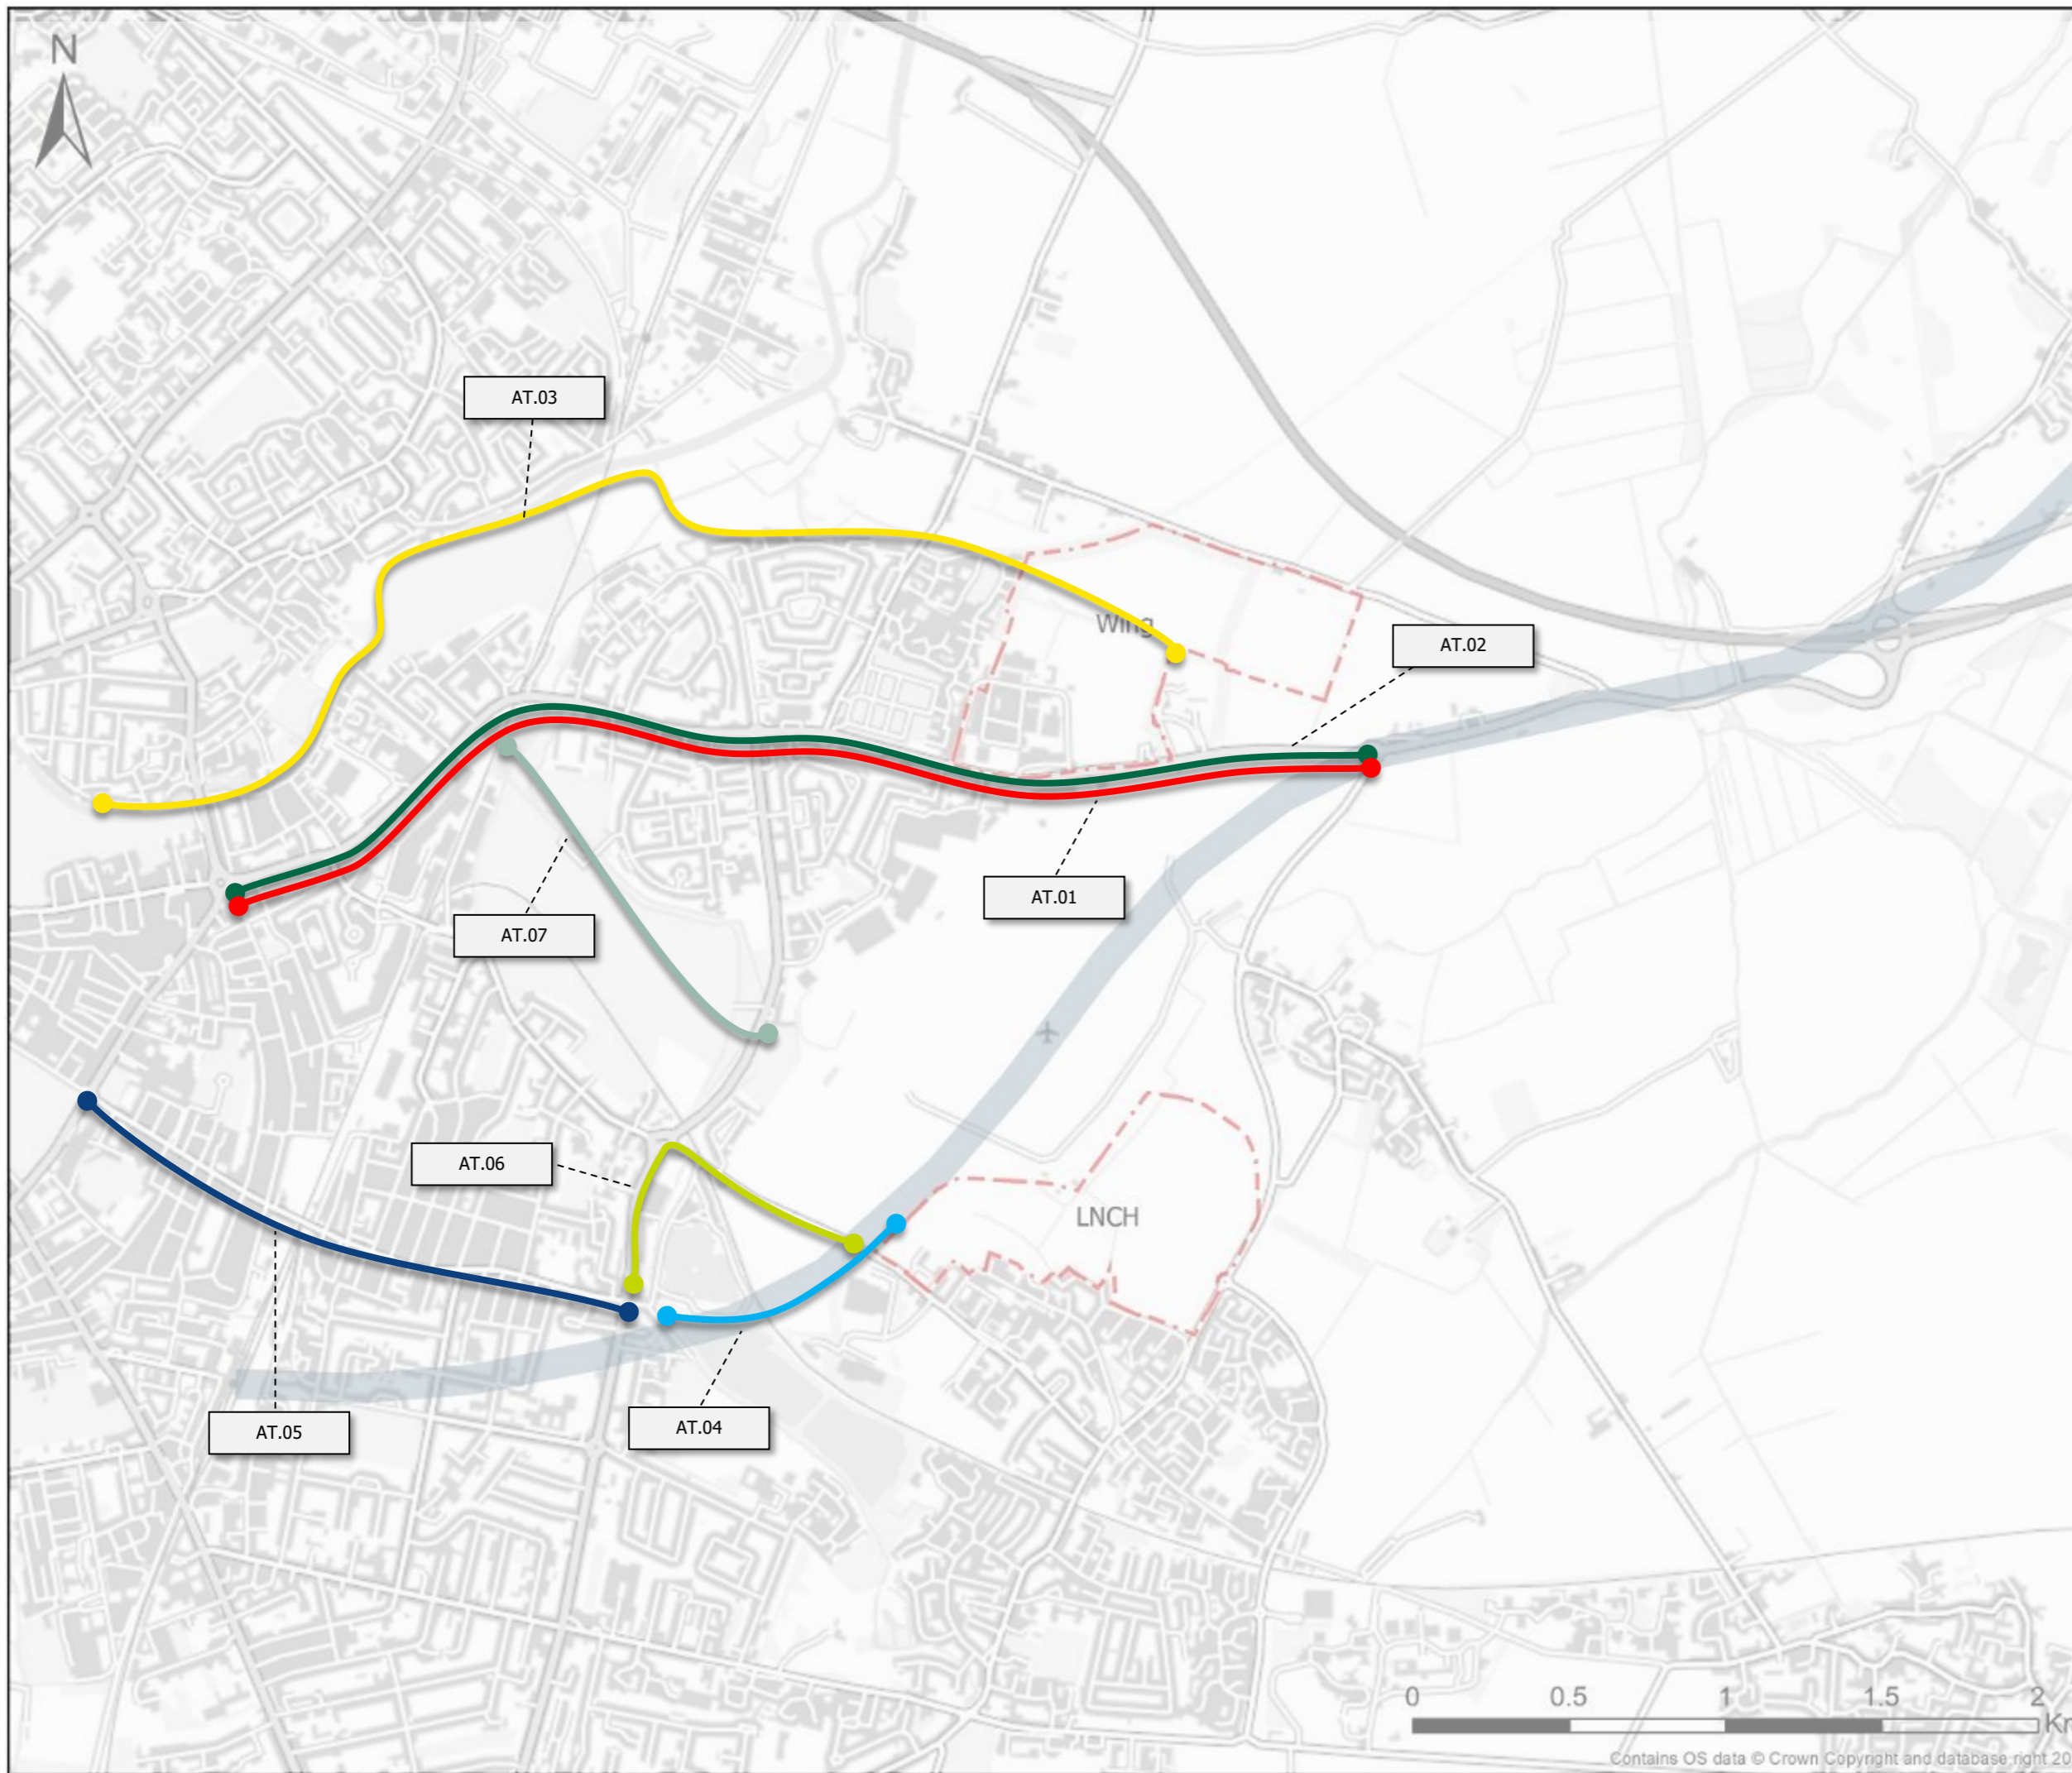 N
AT.03
Wing
AT.02
AT.01
AT.07
AT.06
LNCH
AT.05
AT.04
0 0.5 1 1.5 2
Contains OS data © Crown Copyright and database right 20